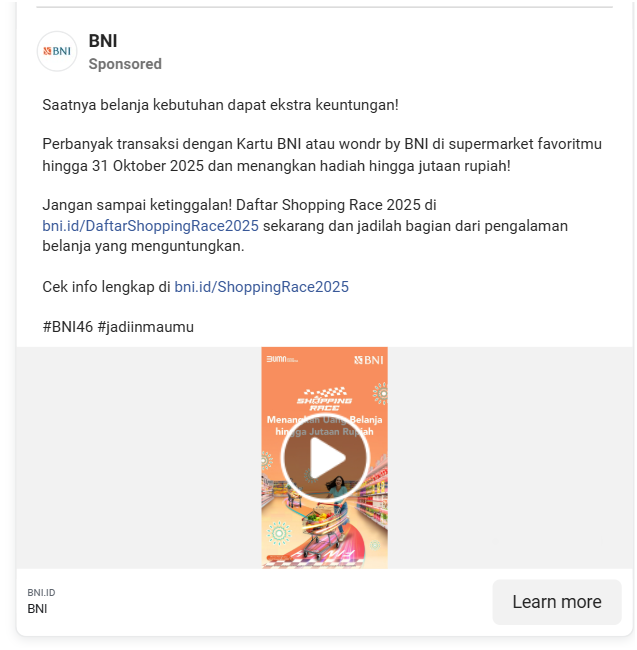 BNI
BNI
Sponsored
Saatnya belanja kebutuhan dapat ekstra keuntungan!
Perbanyak transaksi dengan Kartu BNI atau wondr by BNI di supermarket favoritmu
hingga 31 Oktober 2025 dan menangkan hadiah hingga jutaan rupiah!
Jangan sampai ketinggalan! Daftar Shopping Race 2025 di
bni.id/DaftarShoppingRace2025 sekarang dan jadilah bagian dari pengalaman
belanja yang menguntungkan.
Cek info lengkap di bni.id/ShoppingRace2025
#BNI46 #jadiinmaumu
BUMN
BNI
SHOPPING
RACE
Menangkan Dana Belanja
hingga Jutaan Rupiah
BNI.ID
BNI
Learn more